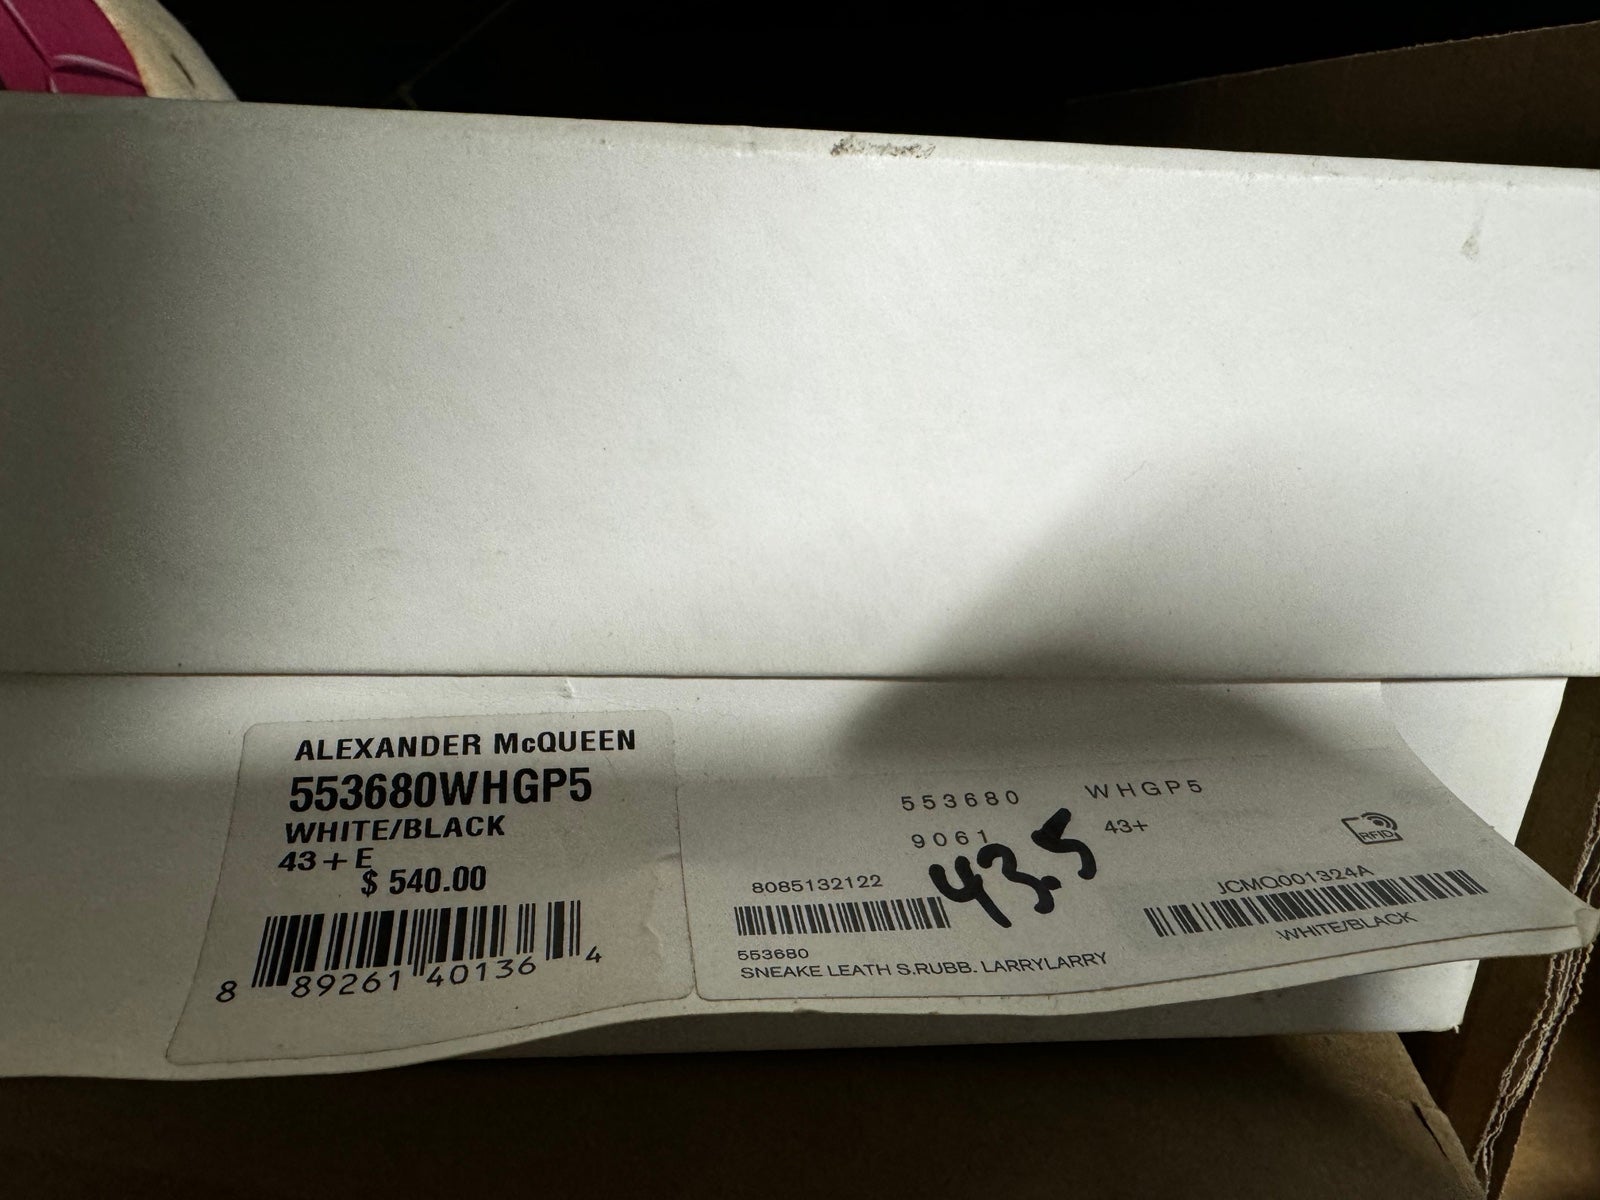 ALEXANDER McQUEEN
553680WHGP5
WHITE/BLACK
43+E
$ 540.00
8 89261 40136 4
553680 WHGP5
9061 43+
43.5
RFID
8085132122
JCMQ001324A
WHITE/BLACK
553680
SNEAKE LEATH S.RUBB. LARRYLARRY